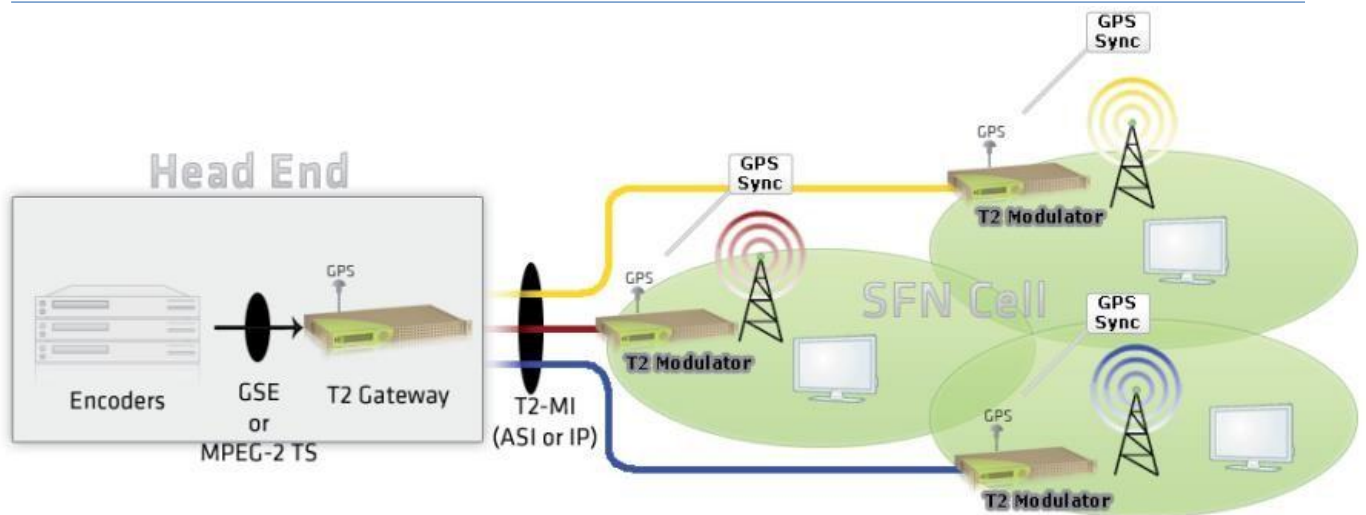 GPS
Sync
GPS
T2 Modulator
Head End
GPS
Sync
GPS
T2 Modulator
SFN Cell
GPS
Encoders
GSE
or
MPEG-2 TS
T2 Gateway
T2-MI
(ASI or IP)
GPS
Sync
GPS
T2 Modulator